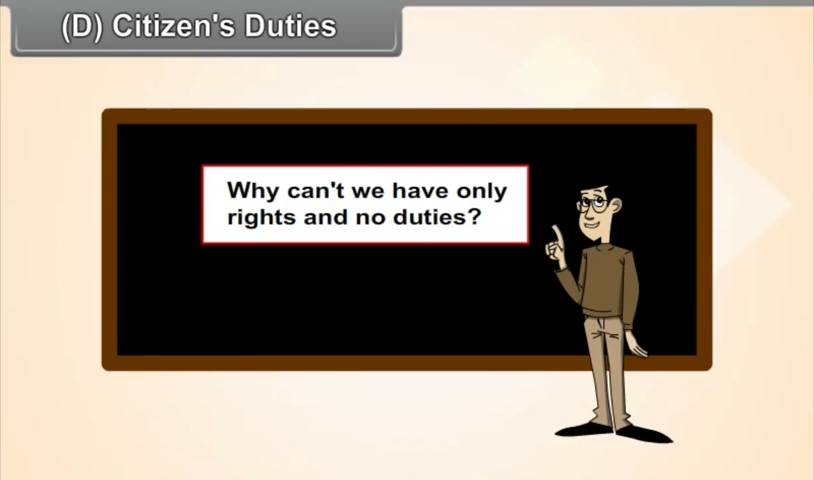 (D) Citizen's Duties
Why can't we have only
rights and no duties?